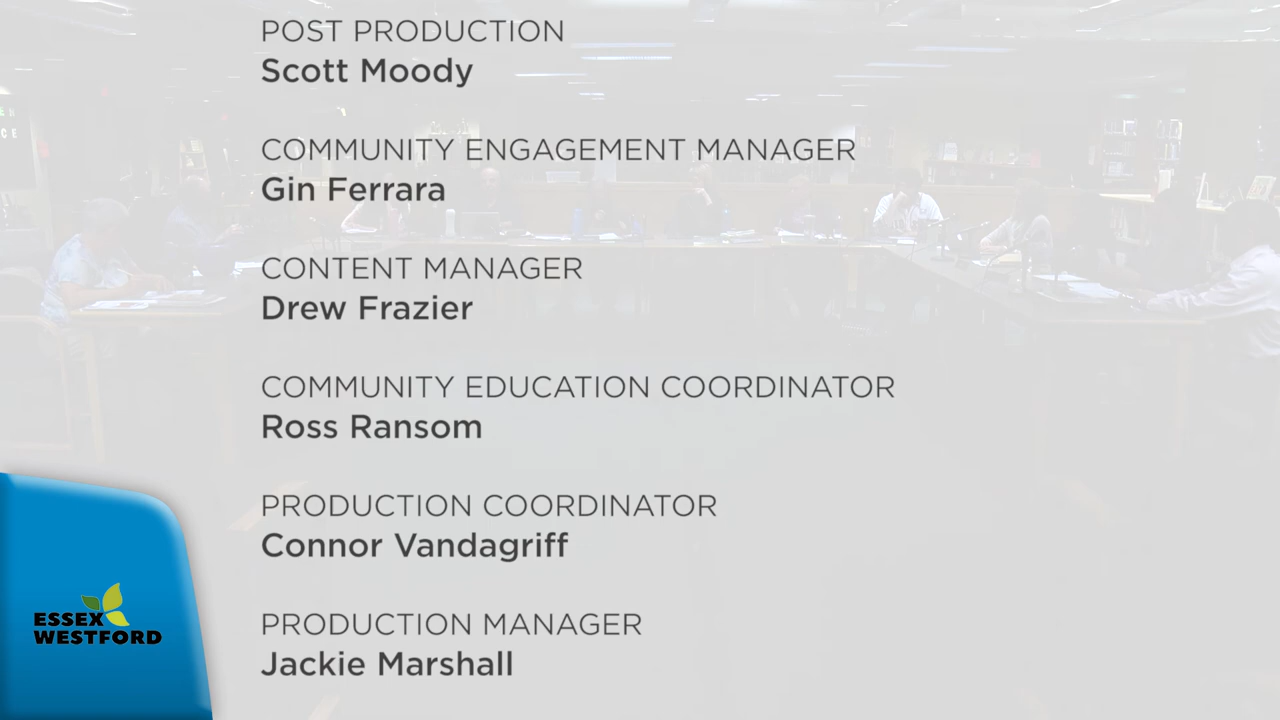 POST PRODUCTION
Scott Moody
COMMUNITY ENGAGEMENT MANAGER
Gin Ferrara
CONTENT MANAGER
Drew Frazier
COMMUNITY EDUCATION COORDINATOR
Ross Ransom
PRODUCTION COORDINATOR
Connor Vandagriff
PRODUCTION MANAGER
Jackie Marshall
ESSEX
WESTFORD